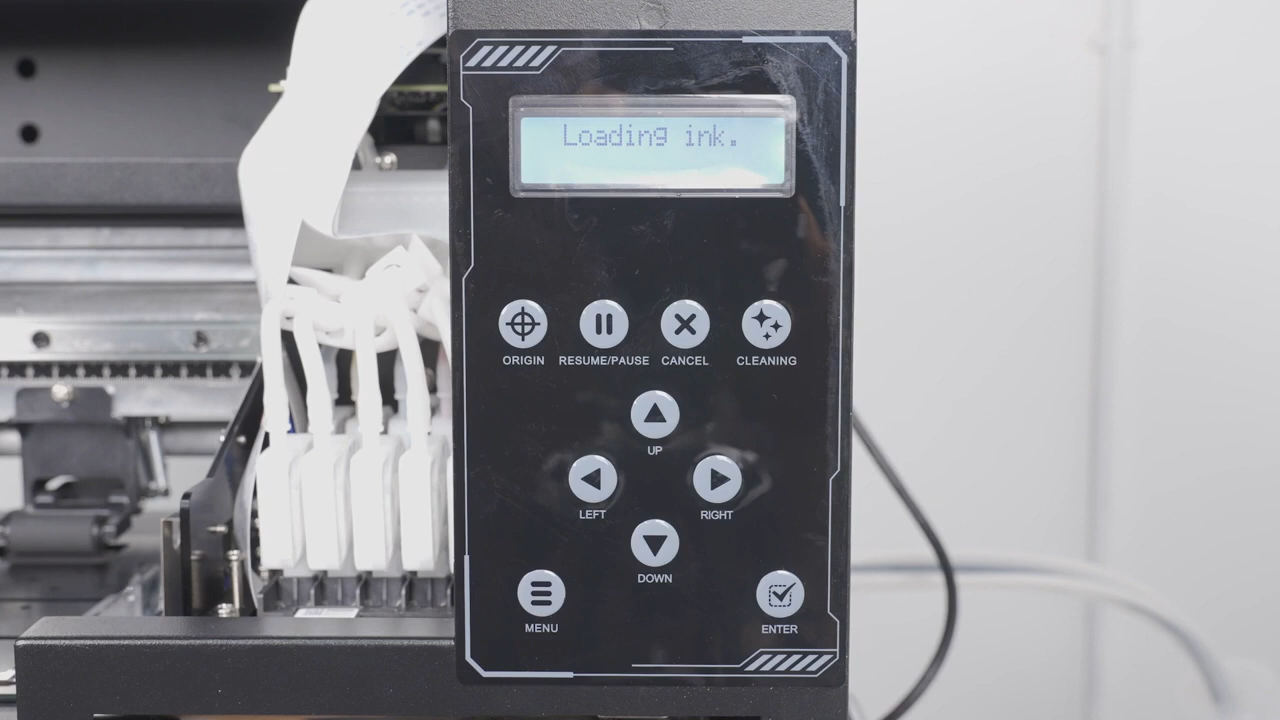 Loading ink.
ORIGIN RESUME/PAUSE CANCEL CLEANING
UP
LEFT RIGHT
DOWN
MENU ENTER